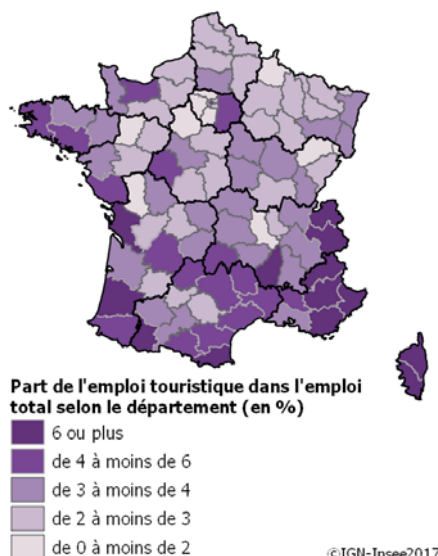 Part de l'emploi touristique dans l'emploi
total selon le département (en %)
6 ou plus
de 4 à moins de 6
de 3 à moins de 4
de 2 à moins de 3
de 0 à moins de 2
©IGN-Insee2017